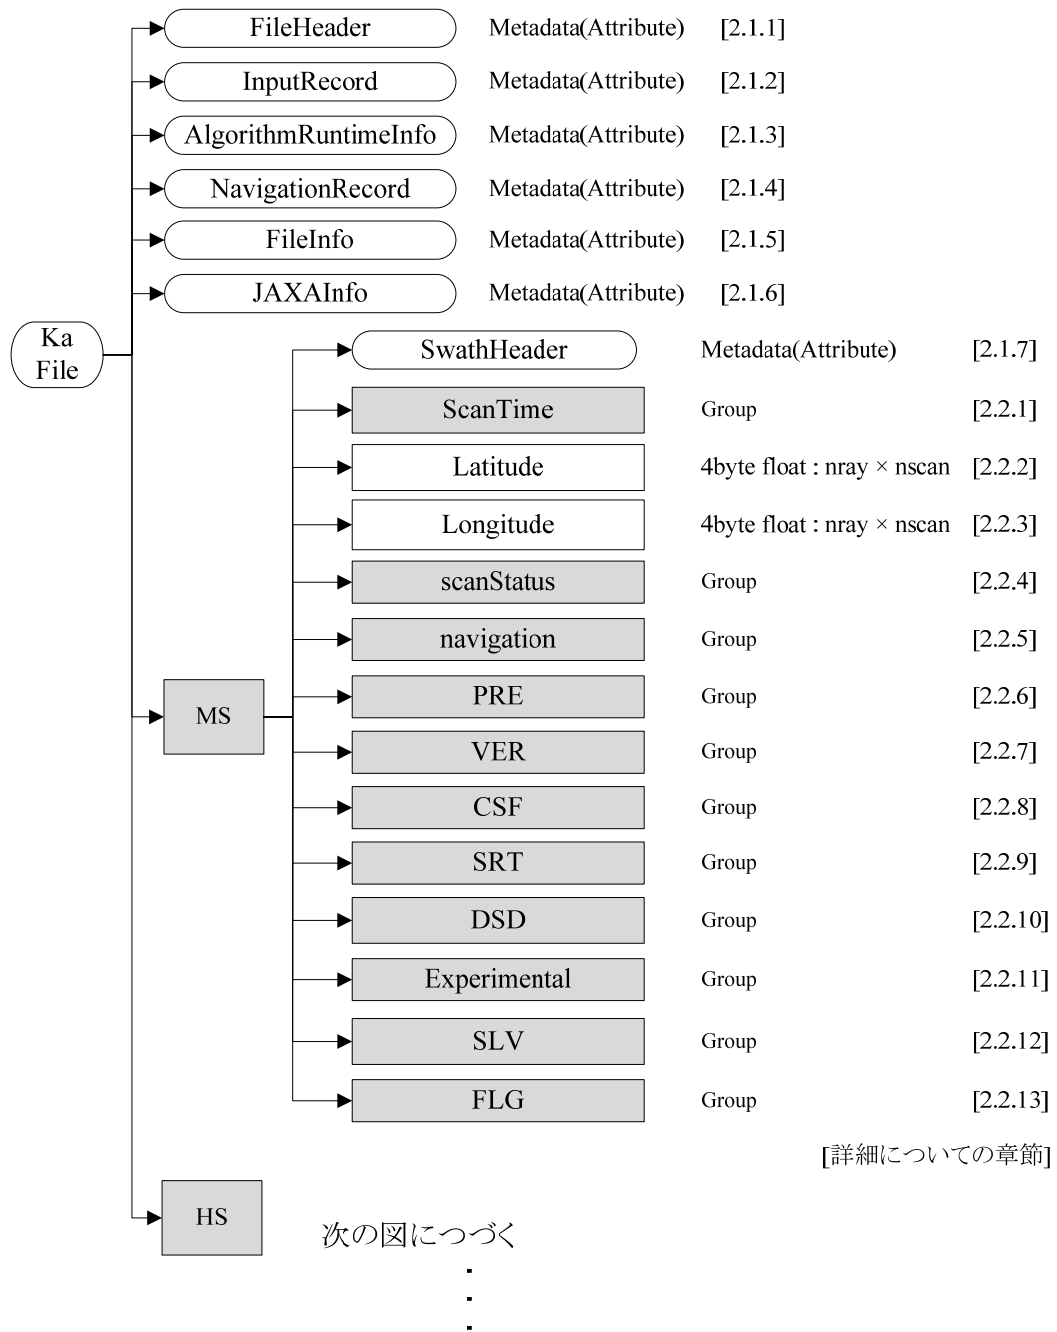 FileHeader Metadata(Attribute) [2.1.1]
InputRecord Metadata(Attribute) [2.1.2]
AlgorithmRuntimeInfo Metadata(Attribute) [2.1.3]
NavigationRecord Metadata(Attribute) [2.1.4]
FileInfo Metadata(Attribute) [2.1.5]
JAXAInfo Metadata(Attribute) [2.1.6]
Ka
File
SwathHeader Metadata(Attribute) [2.1.7]
ScanTime Group [2.2.1]
Latitude 4byte float : nray × nscan [2.2.2]
Longitude 4byte float : nray × nscan [2.2.3]
scanStatus Group [2.2.4]
navigation Group [2.2.5]
PRE Group [2.2.6]
MS
VER Group [2.2.7]
CSF Group [2.2.8]
SRT Group [2.2.9]
DSD Group [2.2.10]
Experimental Group [2.2.11]
SLV Group [2.2.12]
FLG Group [2.2.13]
[詳細についての章節]
HS
次の図につづく